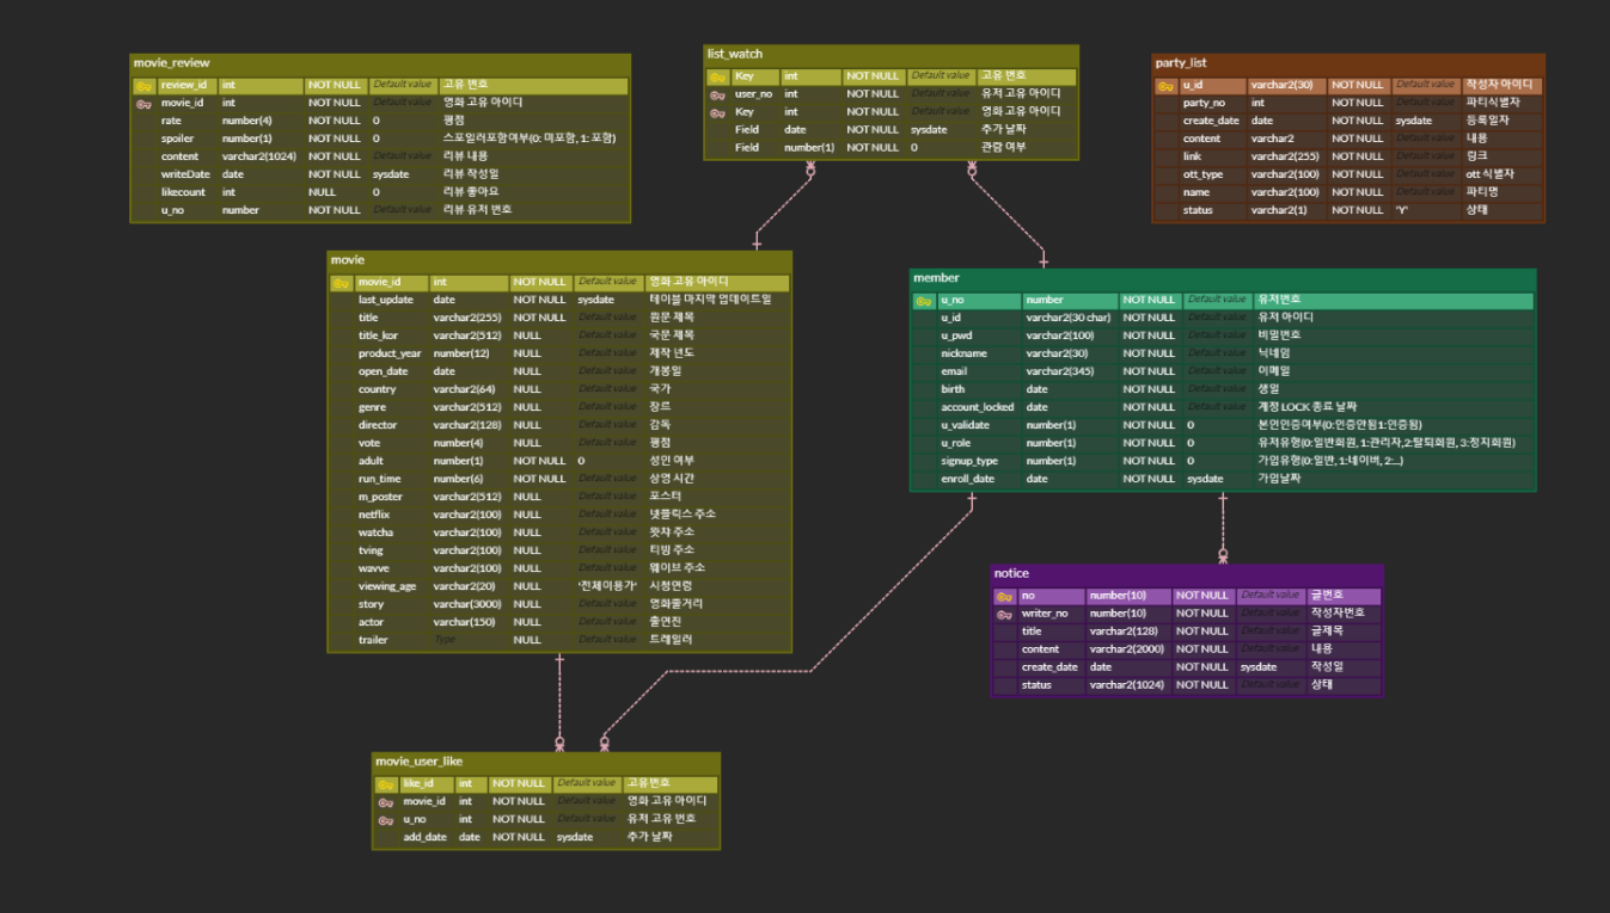 movie_review
review_id int NOT NULL Default value 고유 번호
movie_id int NOT NULL Default value 영화 고유 아이디
rate number(4) NOT NULL 0 평점
spoiler number(1) NOT NULL 0 스포일러포함여부(0: 미포함, 1: 포함)
content varchar2(1024) NOT NULL Default value 리뷰 내용
writeDate date NOT NULL sysdate 리뷰 작성일
likecount int NULL 0 리뷰 좋아요
u_no number NOT NULL Default value 리뷰 유저 번호
list_watch
Key int NOT NULL Default value 고유 번호
user_no int NOT NULL Default value 유저 고유 아이디
Key int NOT NULL Default value 영화 고유 아이디
Field date NOT NULL sysdate 추가 날짜
Field number(1) NOT NULL 0 관람 여부
party_list
u_id varchar2(30) NOT NULL Default value 작성자 아이디
party_no int NOT NULL Default value 파티식별자
create_date date NOT NULL sysdate 등록일자
content varchar2 NOT NULL Default value 내용
link varchar2(255) NOT NULL Default value 링크
ott_type varchar2(100) NOT NULL Default value ott 식별자
name varchar2(100) NOT NULL Default value 파티명
status varchar2(1) NOT NULL 'Y' 상태
movie
movie_id int NOT NULL Default value 영화 고유 아이디
last_update date NOT NULL sysdate 테이블 마지막 업데이트일
title varchar2(255) NOT NULL Default value 원문 제목
title_kor varchar2(512) NULL Default value 국문 제목
product_year number(12) NULL Default value 제작 년도
open_date date NULL Default value 개봉일
country varchar2(64) NULL Default value 국가
genre varchar2(512) NULL Default value 장르
director varchar2(128) NULL Default value 감독
vote number(4) NULL Default value 평점
adult number(1) NOT NULL 0 성인 여부
run_time number(6) NOT NULL Default value 상영 시간
m_poster varchar2(512) NULL Default value 포스터
netflix varchar2(100) NULL Default value 넷플릭스 주소
watcha varchar2(100) NULL Default value 왓챠 주소
tving varchar2(100) NULL Default value 티빙 주소
wavve varchar2(100) NULL Default value 웨이브 주소
viewing_age varchar2(20) NULL '전체이용가' 시청연령
story varchar(3000) NULL Default value 영화줄거리
actor varchar(150) NULL Default value 출연진
trailer Type NULL Default value 트레일러
member
u_no number NOT NULL Default value 유저번호
u_id varchar2(30 char) NOT NULL Default value 유저 아이디
u_pwd varchar2(100) NOT NULL Default value 비밀번호
nickname varchar2(30) NOT NULL Default value 닉네임
email varchar2(345) NOT NULL Default value 이메일
birth date NOT NULL Default value 생일
account_locked date NOT NULL Default value 계정 LOCK 종료 날짜
u_validate number(1) NOT NULL 0 본인인증여부(0:인증안됨1:인증됨)
u_role number(1) NOT NULL 0 유저유형(0:일반회원, 1:관리자,2:탈퇴회원, 3:정지회원)
signup_type number(1) NOT NULL 0 가입유형(0:일반, 1:네이버, 2:...)
enroll_date date NOT NULL sysdate 가입날짜
notice
no number(10) NOT NULL Default value 글번호
writer_no number(10) NOT NULL Default value 작성자번호
title varchar2(128) NOT NULL Default value 글제목
content varchar2(2000) NOT NULL Default value 내용
create_date date NOT NULL sysdate 작성일
status varchar2(1024) NOT NULL Default value 상태
movie_user_like
like_id int NOT NULL Default value 고유번호
movie_id int NOT NULL Default value 영화 고유 아이디
u_no int NOT NULL Default value 유저 고유 번호
add_date date NOT NULL sysdate 추가 날짜